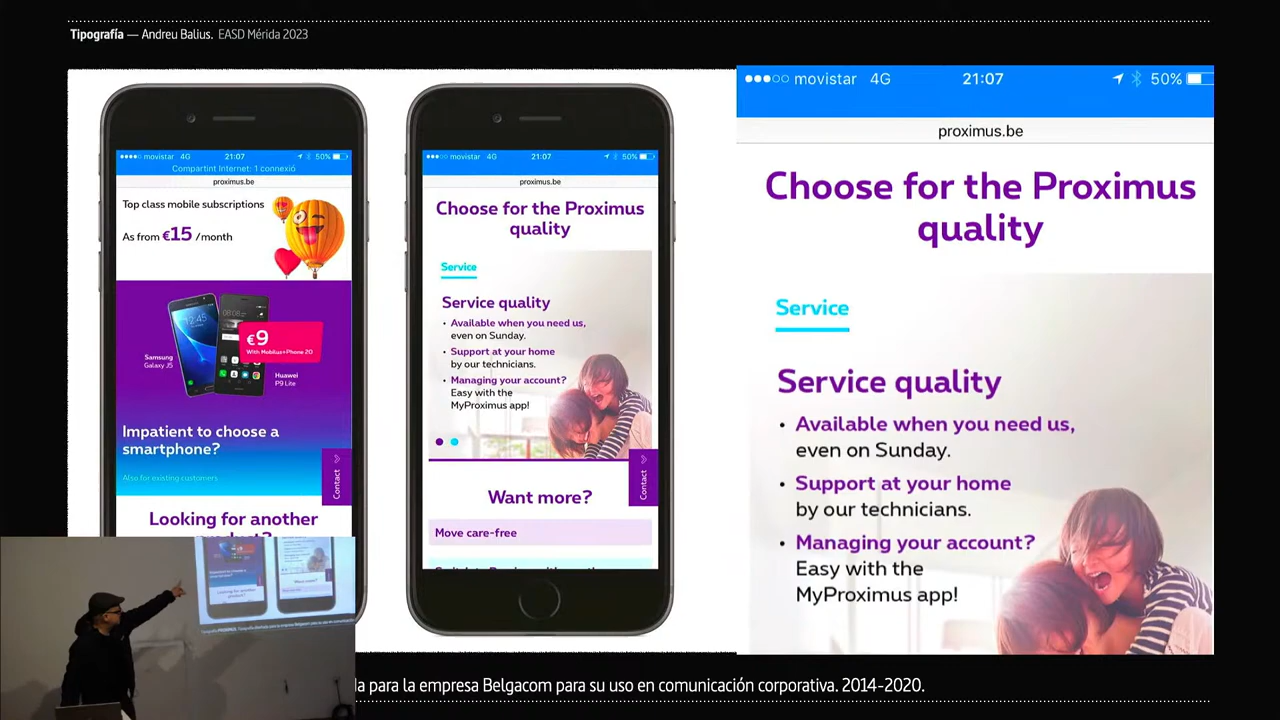 Tipografía — Andreu Balius. EASD Mérida 2023
movistar 4G 21:07 50%
Compartint Internet: 1 connexió
proximus.be
Top class mobile subscriptions
As from €15 /month
€9
With Mobilus+Phone 20
Samsung
Galaxy J5
Huawei
P9 Lite
Impatient to choose a
smartphone?
Also for existing customers
Contact
Looking for another
product?
movistar 4G 21:07 50%
proximus.be
Choose for the Proximus
quality
Service
Service quality
• Available when you need us,
even on Sunday.
• Support at your home
by our technicians.
• Managing your account?
Easy with the
MyProximus app!
Contact
Want more?
Move care-free
movistar 4G 21:07 50%
proximus.be
Choose for the Proximus
quality
Service
Service quality
• Available when you need us,
even on Sunday.
• Support at your home
by our technicians.
• Managing your account?
Easy with the
MyProximus app!
la para la empresa Belgacom para su uso en comunicación corporativa. 2014-2020.